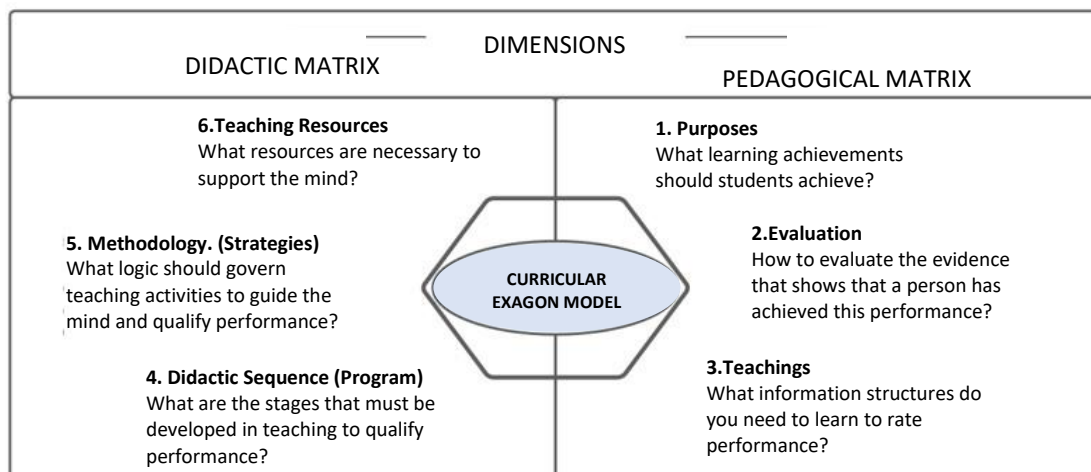 DIMENSIONS
DIDACTIC MATRIX
PEDAGOGICAL MATRIX
6.Teaching Resources
What resources are necessary to
support the mind?
5. Methodology. (Strategies)
What logic should govern
teaching activities to guide the
mind and qualify performance?
4. Didactic Sequence (Program)
What are the stages that must be
developed in teaching to qualify
performance?
CURRICULAR
EXAGON MODEL
1. Purposes
What learning achievements
should students achieve?
2.Evaluation
How to evaluate the evidence
that shows that a person has
achieved this performance?
3.Teachings
What information structures do
you need to learn to rate
performance?